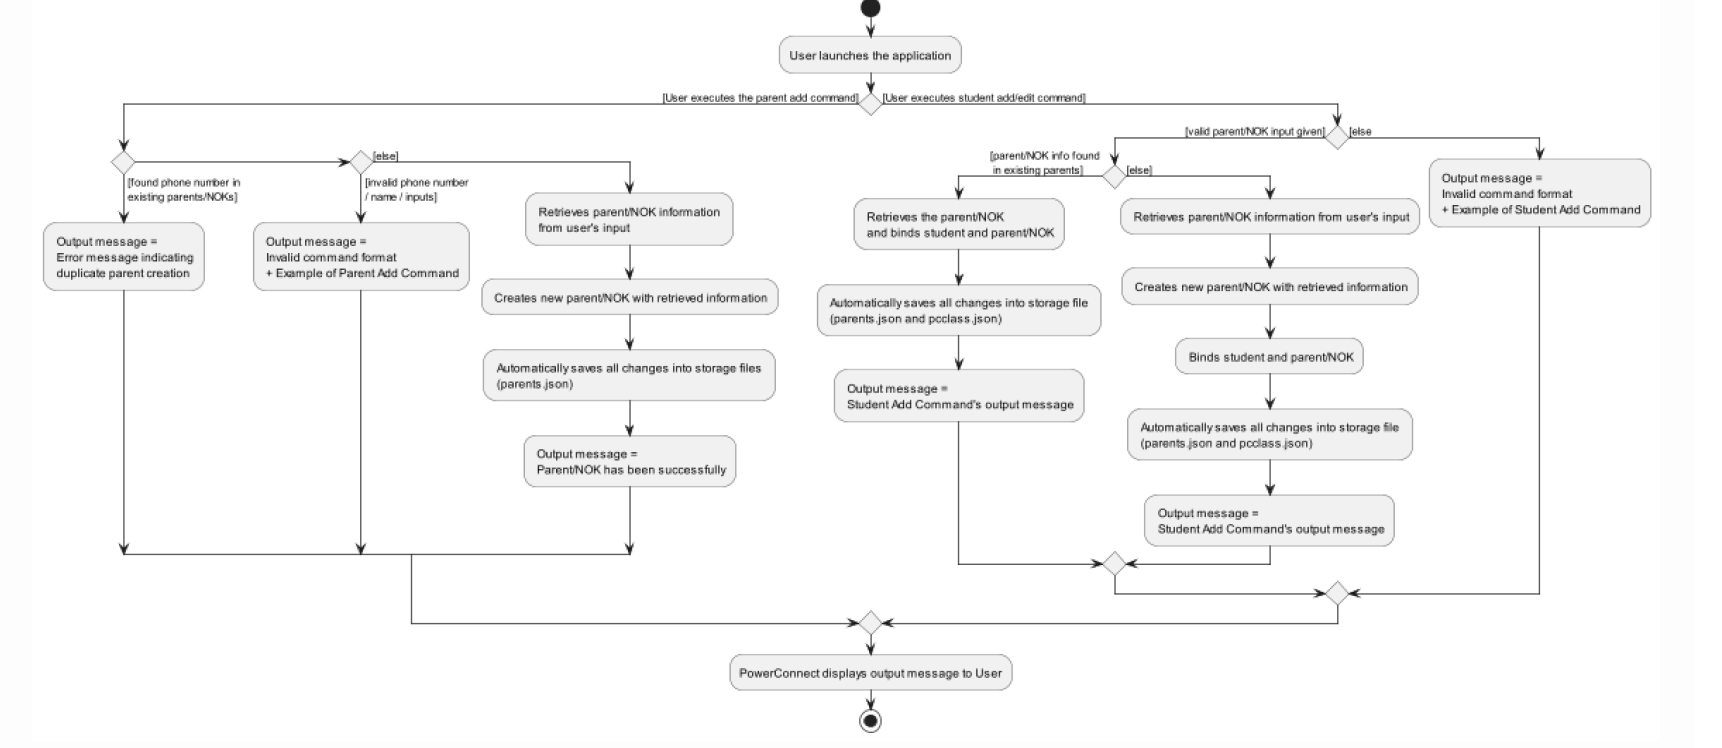 User launches the application
[User executes the parent add command]
[User executes student add/edit command]
[found phone number in
existing parents/NOKs]
Output message =
Error message indicating
duplicate parent creation
[invalid phone number
/ name / inputs]
Output message =
Invalid command format
+ Example of Parent Add Command
[else]
Retrieves parent/NOK information
from user's input
Creates new parent/NOK with retrieved information
Automatically saves all changes into storage files
(parents.json)
Output message =
Parent/NOK has been successfully
[valid parent/NOK input given]
[parent/NOK info found
in existing parents]
Retrieves the parent/NOK
and binds student and parent/NOK
Automatically saves all changes into storage file
(parents.json and pcclass.json)
Output message =
Student Add Command's output message
[else]
Retrieves parent/NOK information from user's input
Creates new parent/NOK with retrieved information
Binds student and parent/NOK
Automatically saves all changes into storage file
(parents.json and pcclass.json)
Output message =
Student Add Command's output message
[else
Output message =
Invalid command format
+ Example of Student Add Command
PowerConnect displays output message to User